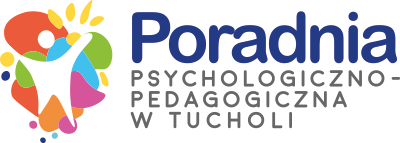 Poradnia
PSYCHOLOGICZNO-
PEDAGOGICZNA
W TUCHOLI